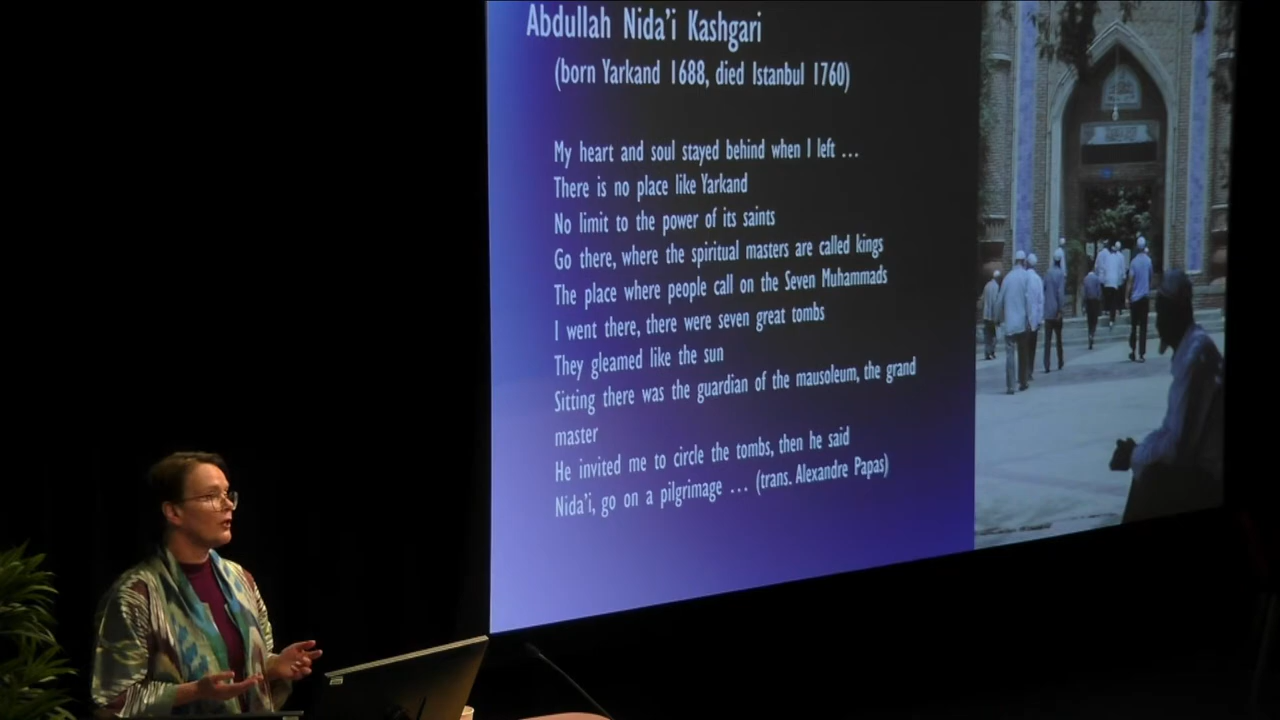 Abdullah Nida'i Kashgari
(born Yarkand 1688, died Istanbul 1760)
My heart and soul stayed behind when I left ...
There is no place like Yarkand
No limit to the power of its saints
Go there, where the spiritual masters are called kings
The place where people call on the Seven Muhammads
I went there, there were seven great tombs
They gleamed like the sun
Sitting there was the guardian of the mausoleum, the grand
master
He invited me to circle the tombs, then he said
Nida'i, go on a pilgrimage ... (trans. Alexandre Papas)